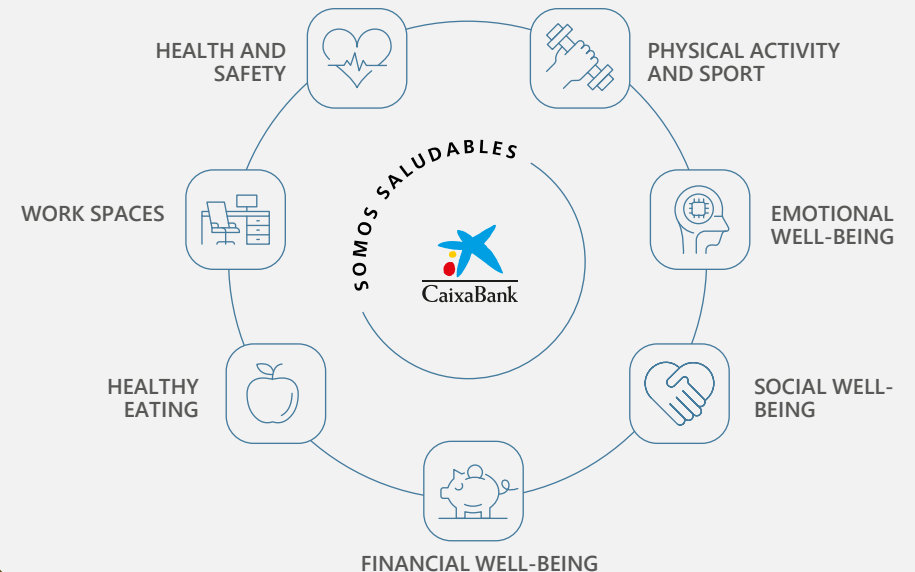 HEALTH AND
SAFETY
PHYSICAL ACTIVITY
AND SPORT
SOMOS SALUDABLES
WORK SPACES
EMOTIONAL
WELL-BEING
CaixaBank
HEALTHY
EATING
SOCIAL WELL-
BEING
FINANCIAL WELL-BEING